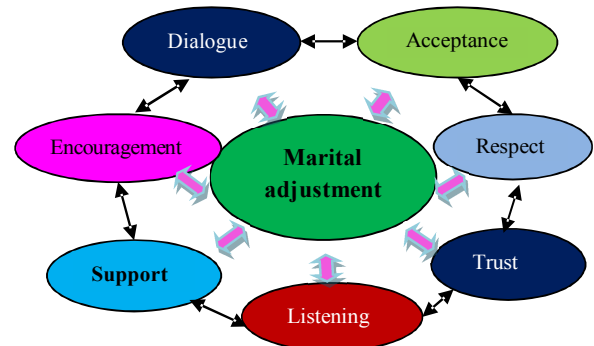 Dialogue
Acceptance
Encouragement
Marital
adjustment
Respect
Support
Trust
Listening